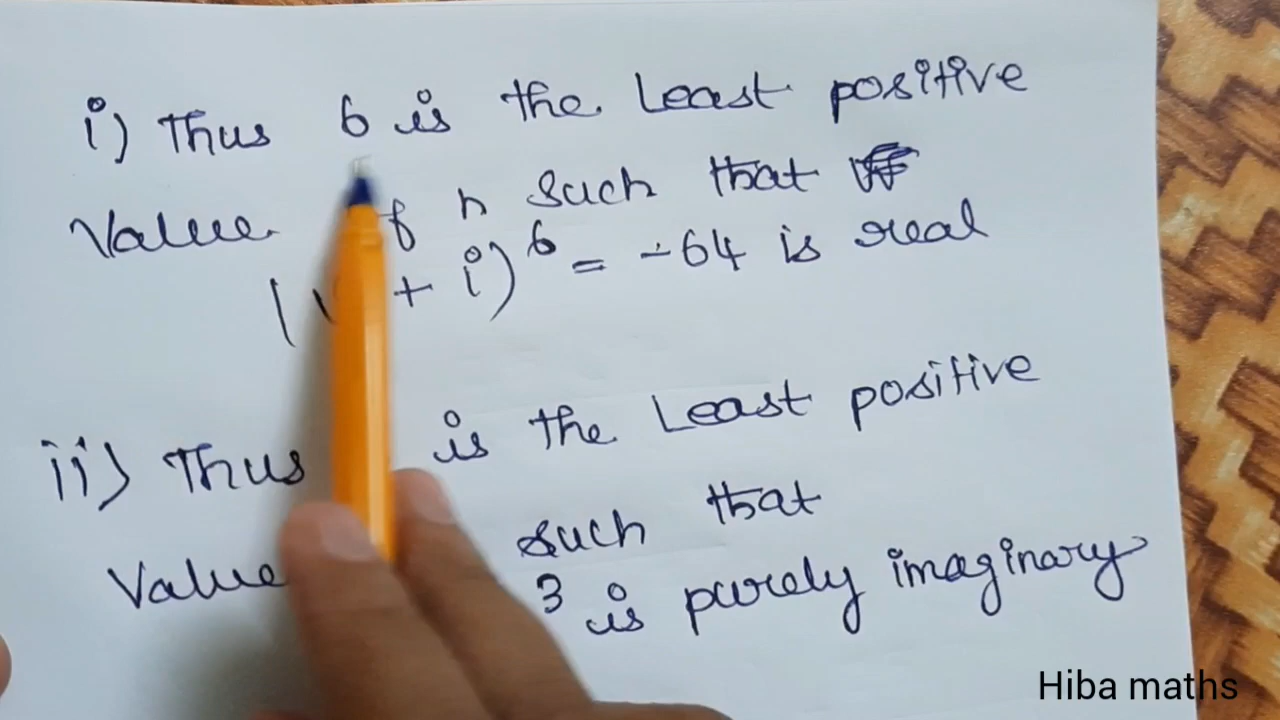 i) Thus 6 is the Least positive
Value of n such that
( + i)^6 = -64 is real
ii) Thus is the Least positive
Value such that
3 is purely imaginary
Hiba maths